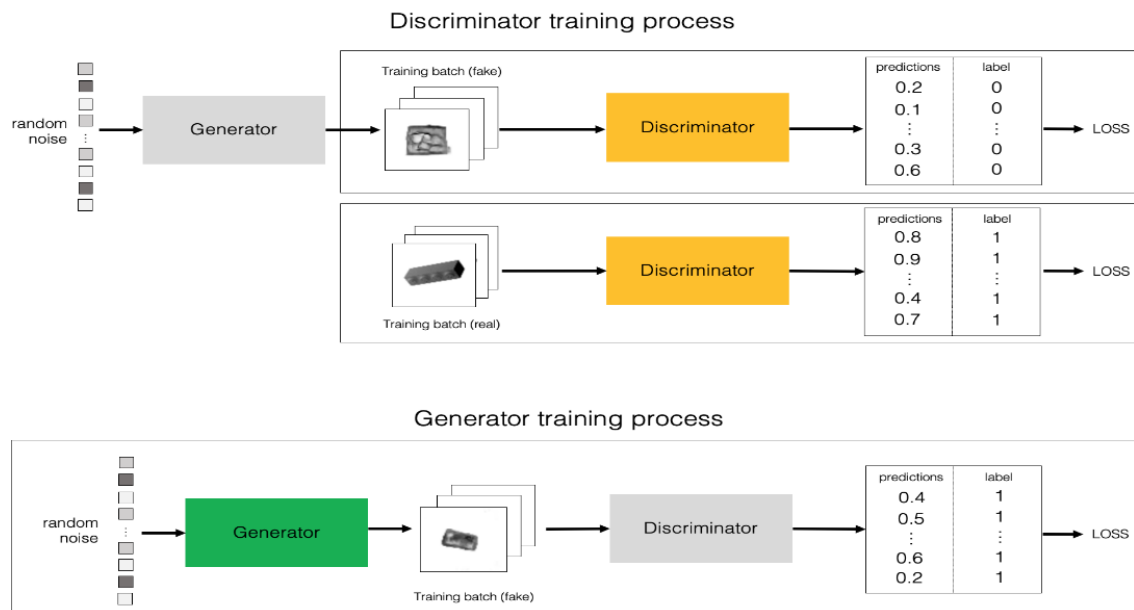 Discriminator training process
random
noise
Generator
Training batch (fake)
Discriminator
predictions label
0.2 0
0.1 0
⋮ ⋮
0.3 0
0.6 0
LOSS
Training batch (real)
Discriminator
predictions label
0.8 1
0.9 1
⋮ ⋮
0.4 1
0.7 1
LOSS
Generator training process
random
noise
Generator
Training batch (fake)
Discriminator
predictions label
0.4 1
0.5 1
⋮ ⋮
0.6 1
0.2 1
LOSS